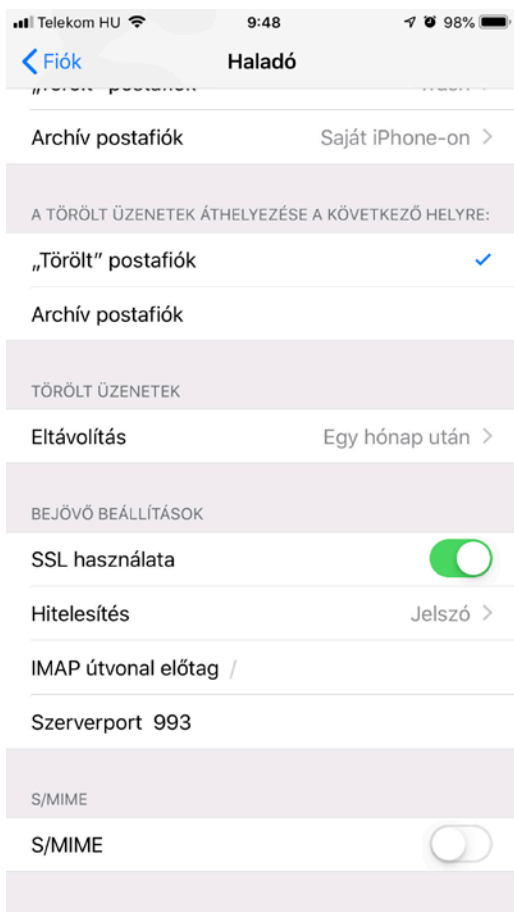 Telekom HU 9:48 98%
Fiók Haladó
Archív postafiók Saját iPhone-on
A TÖRÖLT ÜZENETEK ÁTHELYEZÉSE A KÖVETKEZŐ HELYRE:
„Törölt” postafiók
Archív postafiók
TÖRÖLT ÜZENETEK
Eltávolítás Egy hónap után
BEJÖVŐ BEÁLLÍTÁSOK
SSL használata
Hitelesítés Jelszó
IMAP útvonal előtag /
Szerverport 993
S/MIME
S/MIME